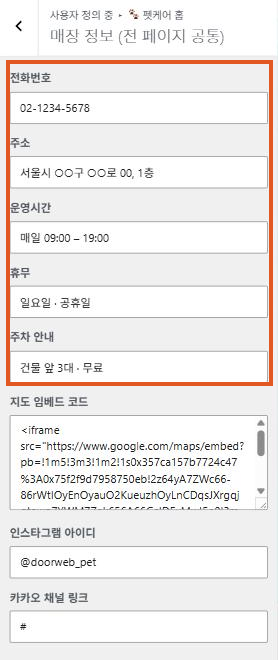 사용자 정의 중 ▸ 🐾 펫케어 홈
매장 정보 (전 페이지 공통)
전화번호
02-1234-5678
주소
서울시 ○○구 ○○로 00, 1층
운영시간
매일 09:00 – 19:00
휴무
일요일 · 공휴일
주차 안내
건물 앞 3대 · 무료
지도 임베드 코드
<iframe
src="https://www.google.com/maps/embed?
pb=!1m5!3m3!1m2!1s0x357ca157b7724c47
%3A0x75f2f9d7958750eb!2z64yA7ZWc66-
86rWtIOyEnOyauO2KueuzhOyLnCDqsJXrgqj
인스타그램 아이디
@doorweb_pet
카카오 채널 링크
#